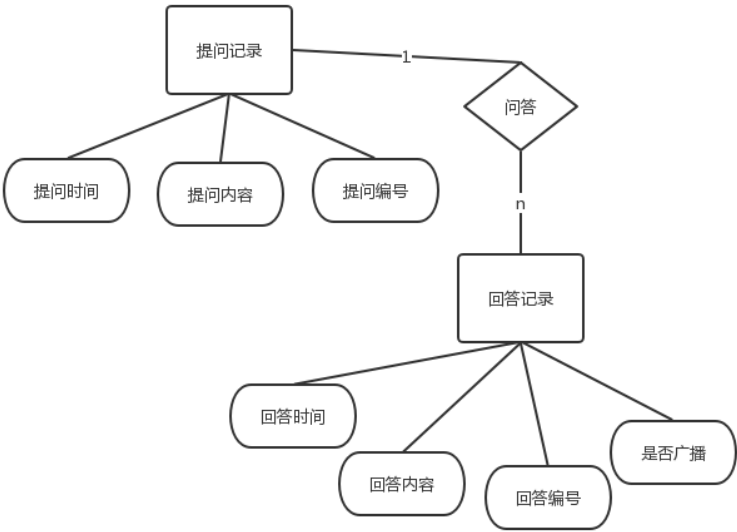 提问记录
1
问答
提问时间
提问内容
提问编号
n
回答记录
回答时间
是否广播
回答内容
回答编号